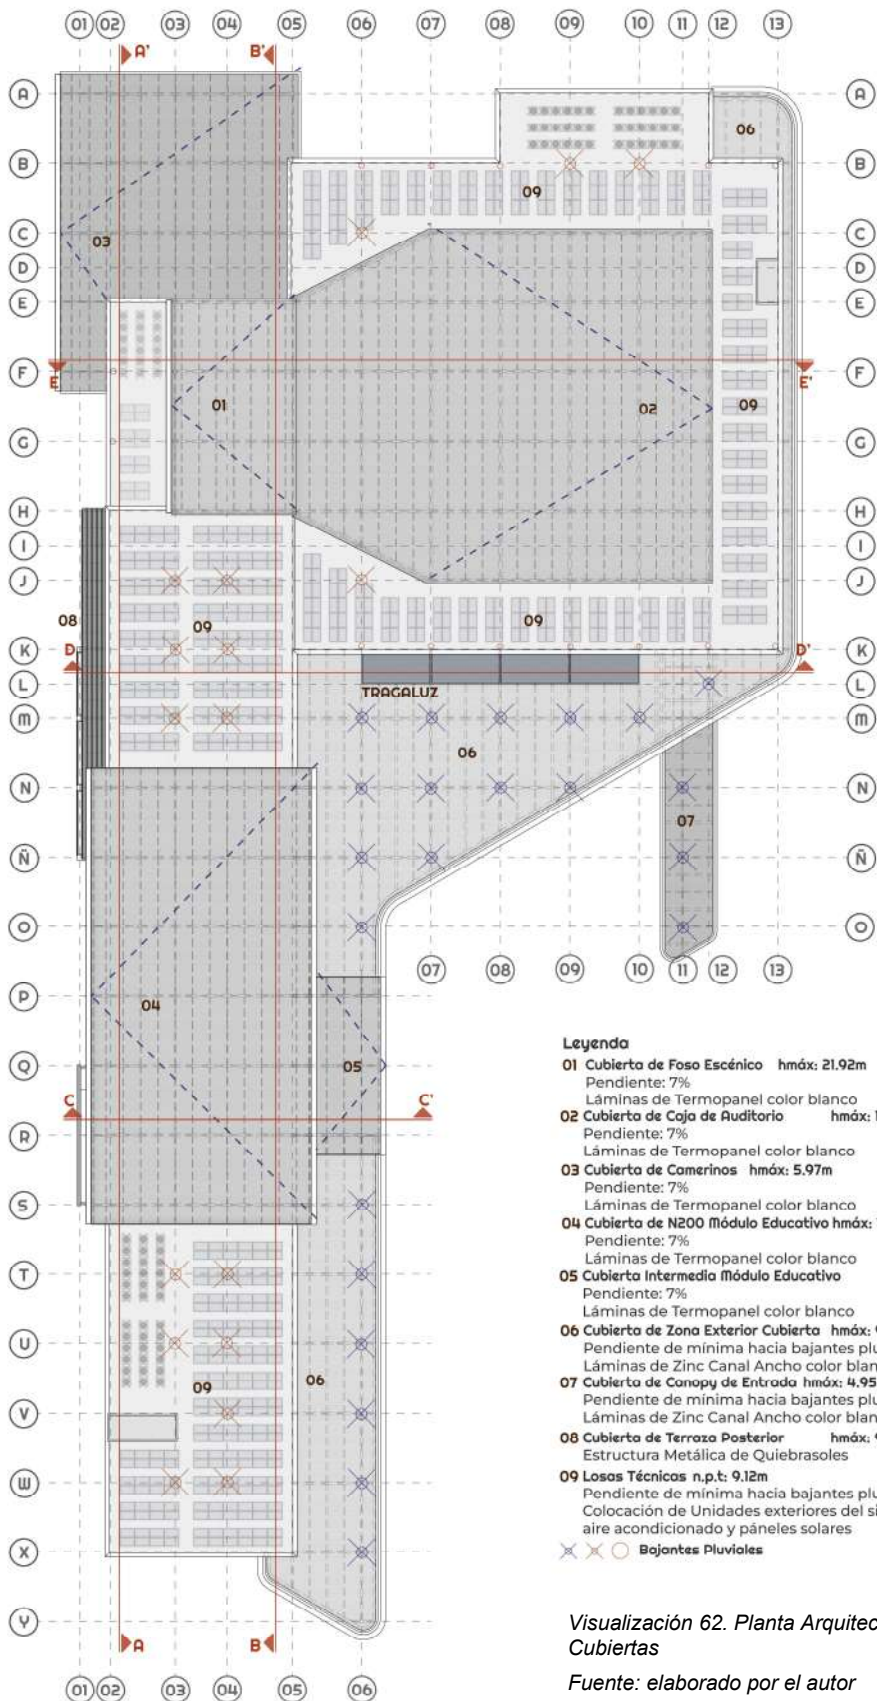 01 02 03 04 05 06 07 08 09 10 11 12 13
A' B'
A A
06
B B
09
C C
03
D D
E E
F F
E E'
01 02 09
G G
H H
I I
J J
08 09 09
K K
D D'
L L
TRAGALUZ
M M
06
N N
07
Ñ Ñ
O O
07 08 09 10 11 12 13
P
04
Q
05
C C'
R
S
T
U
06
09
V
W
X
Y
A B
01 02 03 04 05 06
Leyenda
01 Cubierta de Foso Escénico hmáx: 21.92m
Pendiente: 7%
Láminas de Termopanel color blanco
02 Cubierta de Caja de Auditorio hmáx: 1
Pendiente: 7%
Láminas de Termopanel color blanco
03 Cubierta de Camerinos hmáx: 5.97m
Pendiente: 7%
Láminas de Termopanel color blanco
04 Cubierta de N200 Módulo Educativo hmáx:
Pendiente: 7%
Láminas de Termopanel color blanco
05 Cubierta Intermedia Módulo Educativo
Pendiente: 7%
Láminas de Termopanel color blanco
06 Cubierta de Zona Exterior Cubierta hmáx:
Pendiente de mínima hacia bajantes plu
Láminas de Zinc Canal Ancho color blan
07 Cubierta de Canopy de Entrada hmáx: 4.95
Pendiente de mínima hacia bajantes plu
Láminas de Zinc Canal Ancho color blan
08 Cubierta de Terraza Posterior hmáx:
Estructura Metálica de Quiebrasoles
09 Losas Técnicas n.p.t: 9.12m
Pendiente de mínima hacia bajantes plu
Colocación de Unidades exteriores del si
aire acondicionado y páneles solares
Bajantes Pluviales
Visualización 62. Planta Arquitec
Cubiertas
Fuente: elaborado por el autor